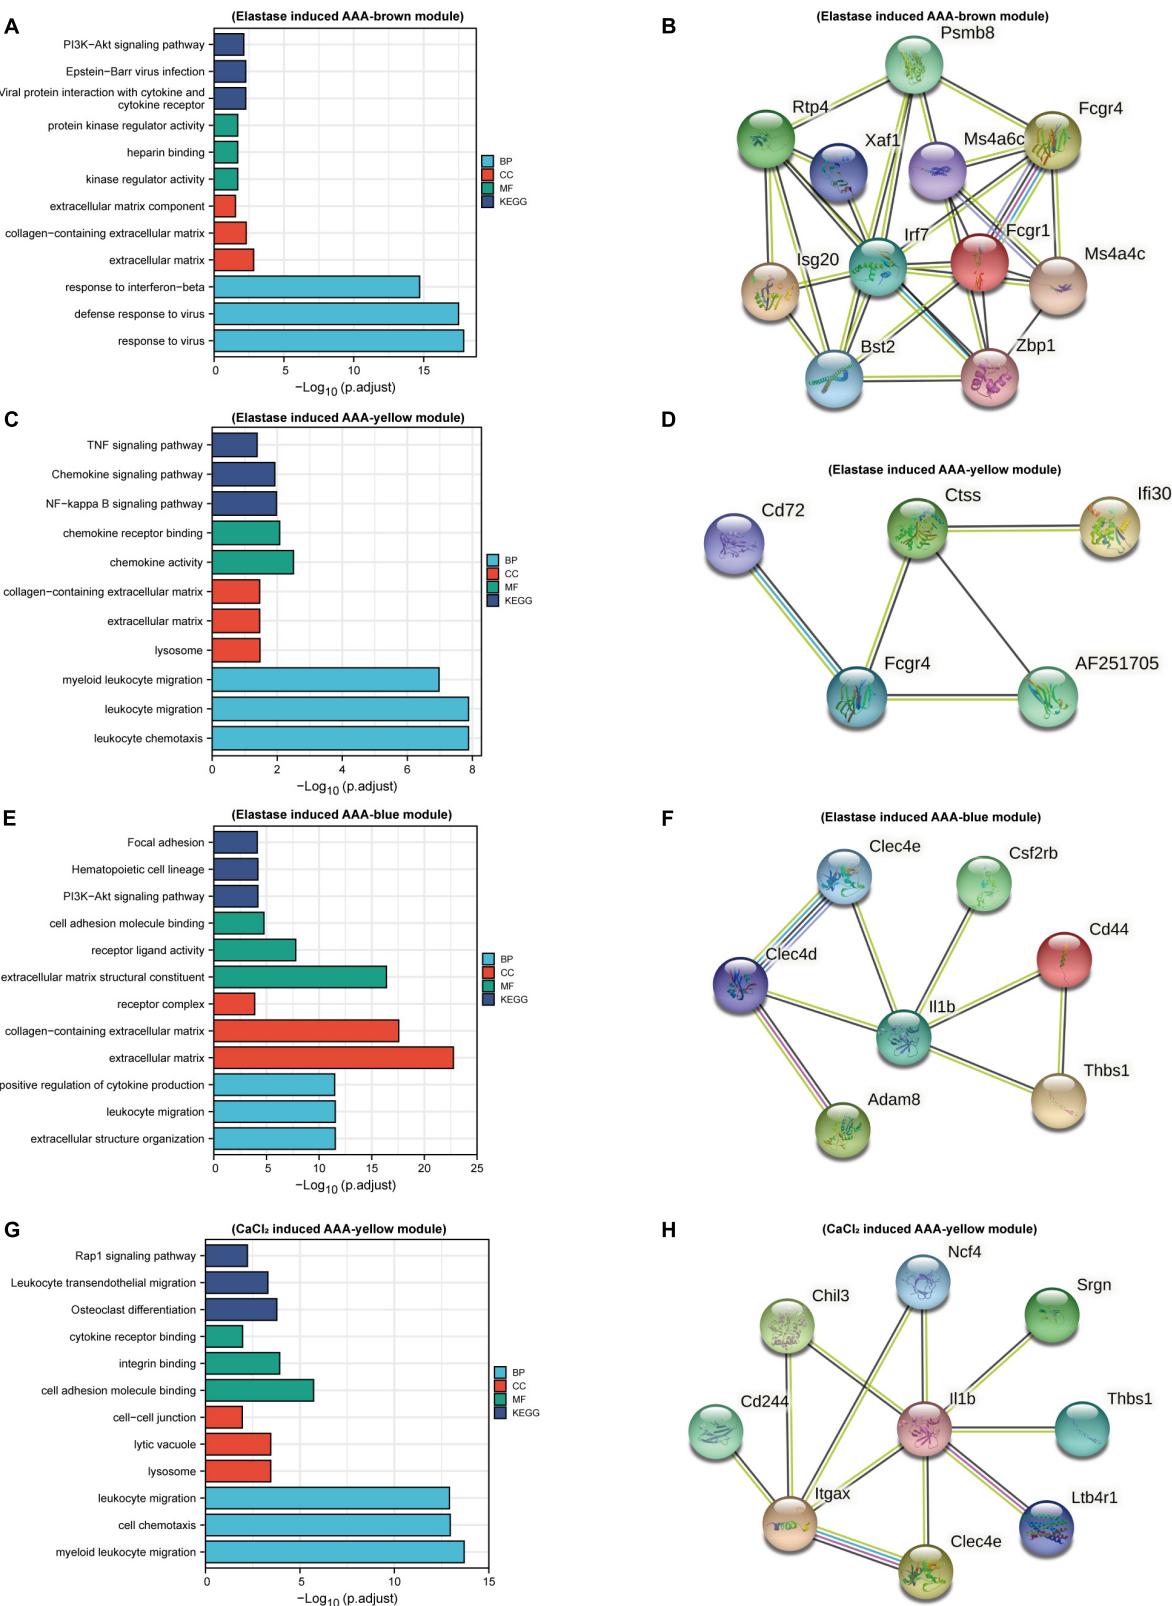 A
(Elastase induced AAA-brown module)
PI3K−Akt signaling pathway
Epstein−Barr virus infection
Viral protein interaction with cytokine and
cytokine receptor
protein kinase regulator activity
heparin binding
kinase regulator activity
extracellular matrix component
collagen−containing extracellular matrix
extracellular matrix
response to interferon−beta
defense response to virus
response to virus
0 5 10 15
−Log10 (p.adjust)
BP
CC
MF
KEGG
B
(Elastase induced AAA-brown module)
Psmb8
Rtp4
Fcgr4
Xaf1
Ms4a6c
Irf7
Fcgr1
Isg20
Ms4a4c
Bst2
Zbp1
C
(Elastase induced AAA-yellow module)
TNF signaling pathway
Chemokine signaling pathway
NF−kappa B signaling pathway
chemokine receptor binding
chemokine activity
collagen−containing extracellular matrix
extracellular matrix
lysosome
myeloid leukocyte migration
leukocyte migration
leukocyte chemotaxis
0 2 4 6 8
−Log10 (p.adjust)
BP
CC
MF
KEGG
D
(Elastase induced AAA-yellow module)
Cd72
Ctss
Ifi30
Fcgr4
AF251705
E
(Elastase induced AAA-blue module)
Focal adhesion
Hematopoietic cell lineage
PI3K−Akt signaling pathway
cell adhesion molecule binding
receptor ligand activity
extracellular matrix structural constituent
receptor complex
collagen−containing extracellular matrix
extracellular matrix
positive regulation of cytokine production
leukocyte migration
extracellular structure organization
0 5 10 15 20 25
−Log10 (p.adjust)
BP
CC
MF
KEGG
F
(Elastase induced AAA-blue module)
Clec4e
Csf2rb
Cd44
Clec4d
Il1b
Thbs1
Adam8
G
(CaCl₂ induced AAA-yellow module)
Rap1 signaling pathway
Leukocyte transendothelial migration
Osteoclast differentiation
cytokine receptor binding
integrin binding
cell adhesion molecule binding
cell−cell junction
lytic vacuole
lysosome
leukocyte migration
cell chemotaxis
myeloid leukocyte migration
0 5 10 15
−Log10 (p.adjust)
BP
CC
MF
KEGG
H
(CaCl₂ induced AAA-yellow module)
Ncf4
Chil3
Srgn
Cd244
Il1b
Thbs1
Itgax
Ltb4r1
Clec4e